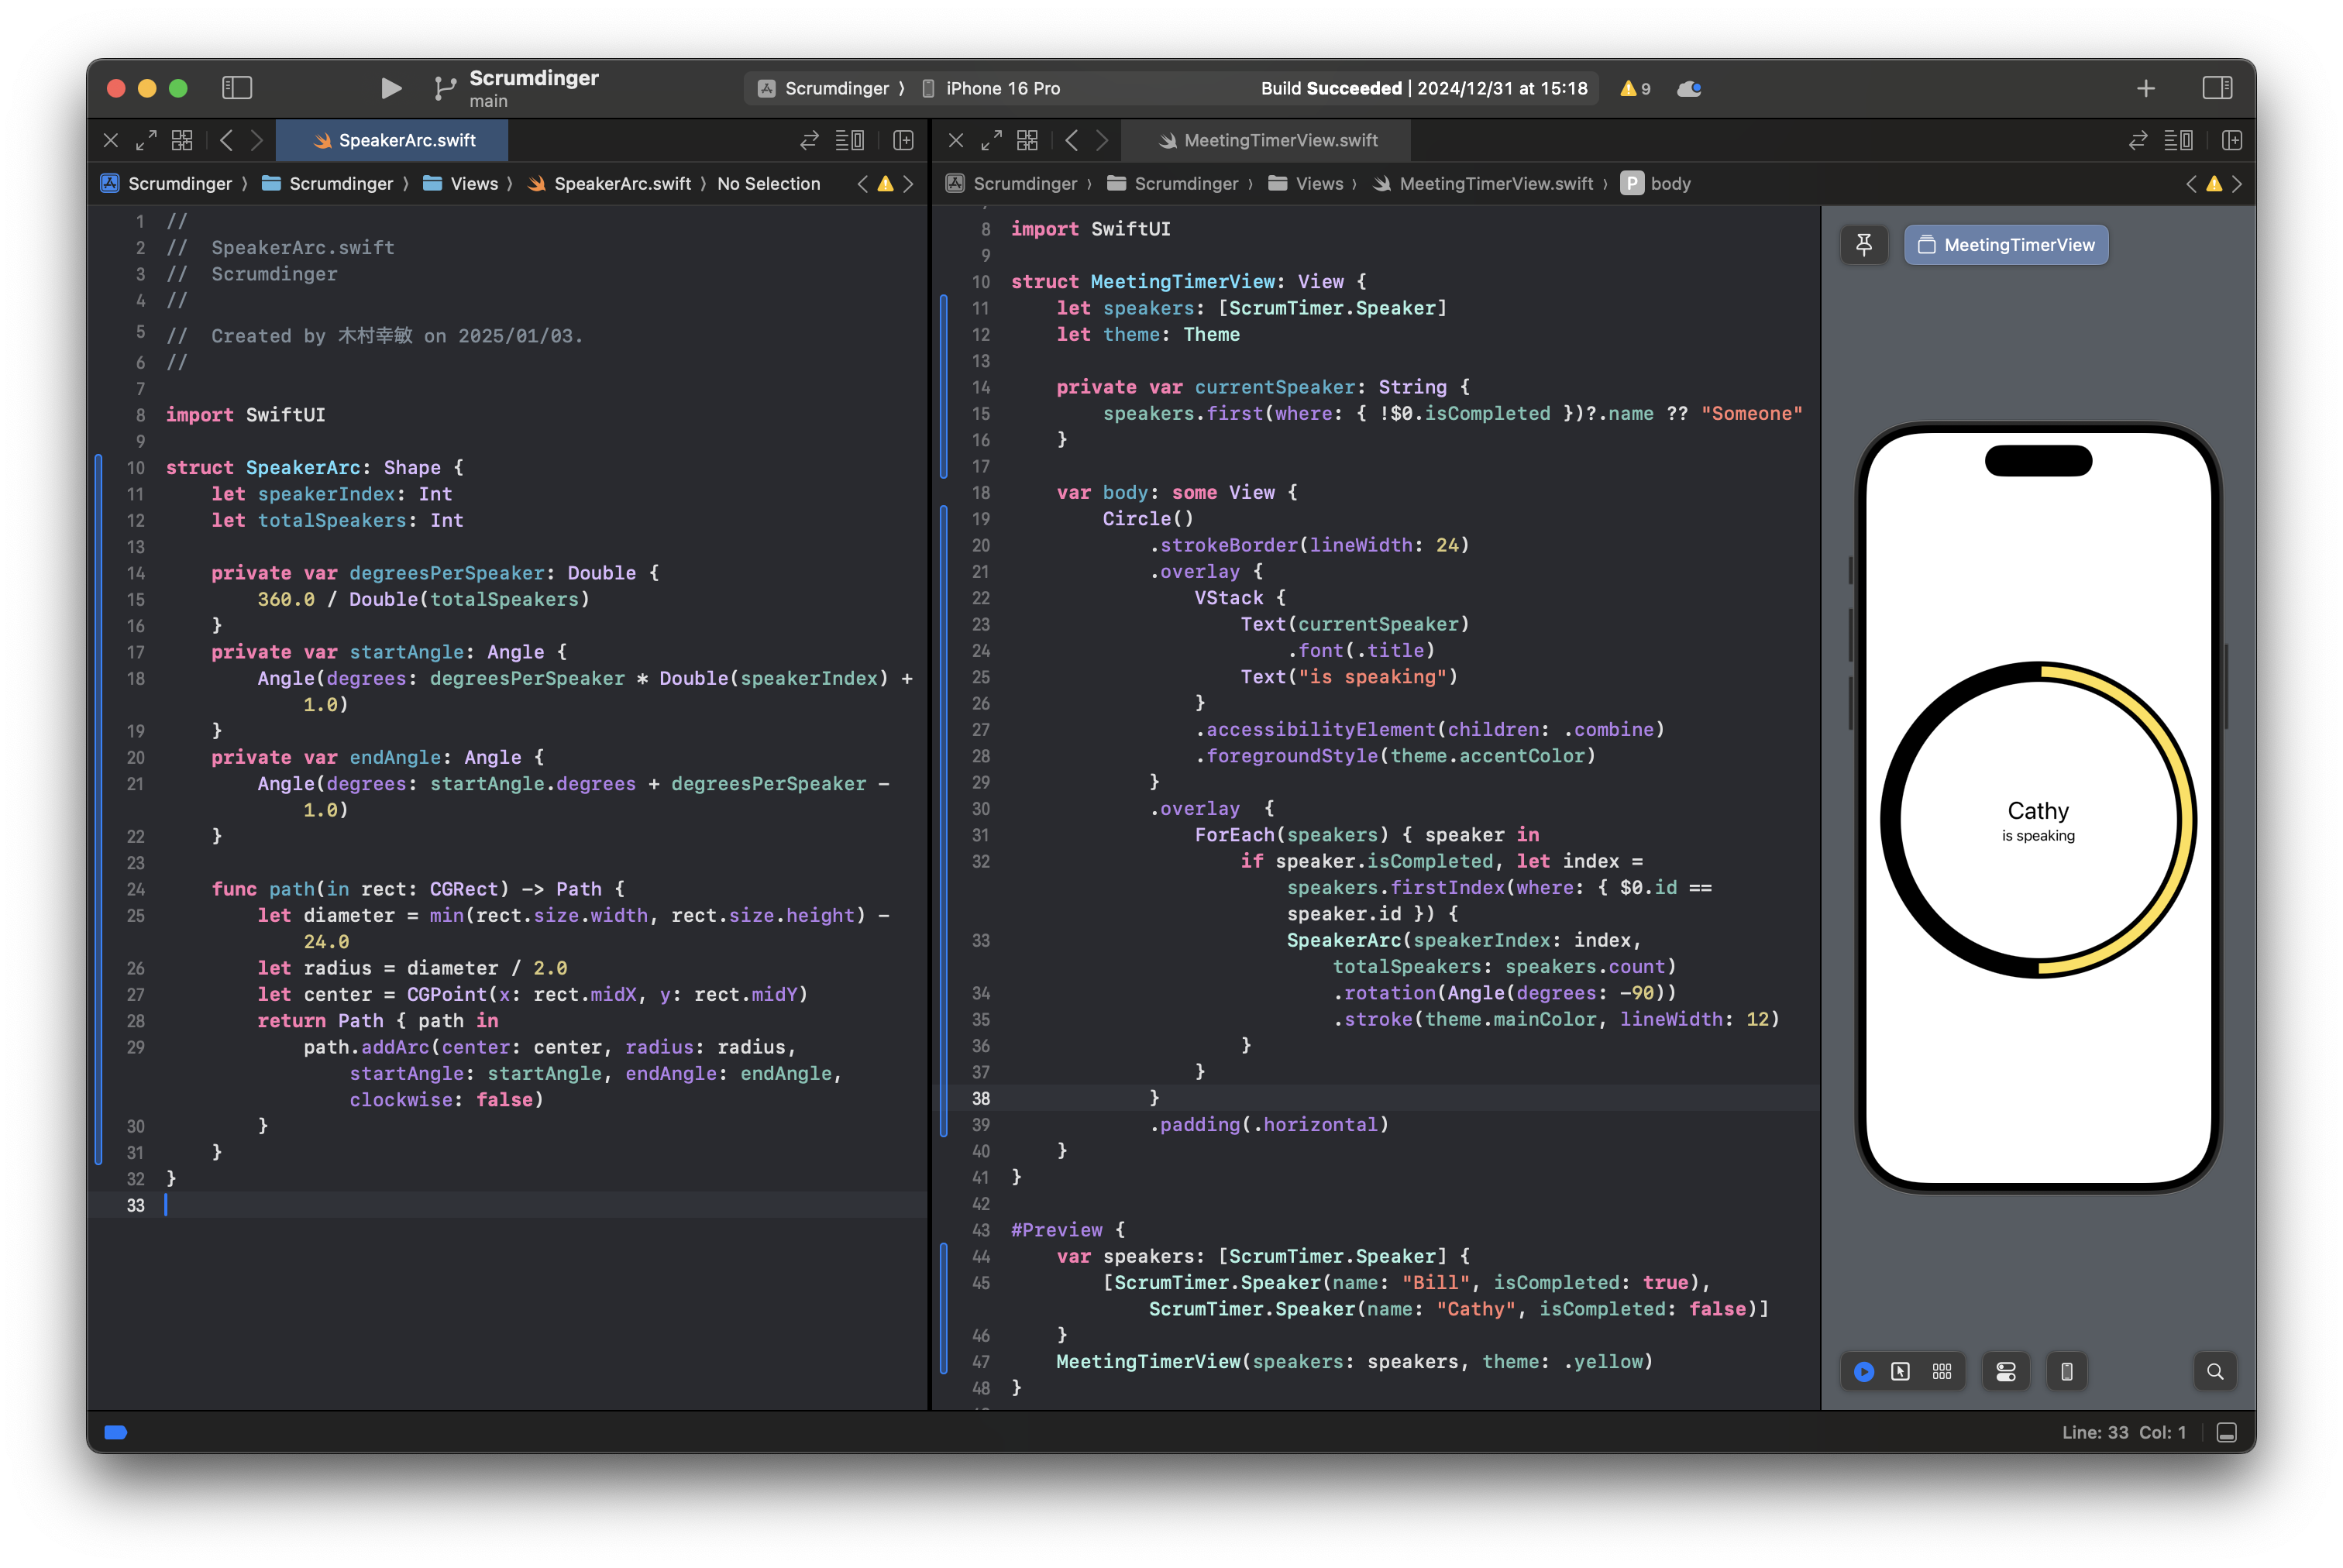 Scrumdinger
main
Scrumdinger 〉 iPhone 16 Pro
Build Succeeded | 2024/12/31 at 15:18
9
SpeakerArc.swift
Scrumdinger 〉 Scrumdinger 〉 Views 〉 SpeakerArc.swift 〉 No Selection
1 //
2 //  SpeakerArc.swift
3 //  Scrumdinger
4 //
5 //  Created by 木村幸敏 on 2025/01/03.
6 //
7
8 import SwiftUI
9
10 struct SpeakerArc: Shape {
11     let speakerIndex: Int
12     let totalSpeakers: Int
13
14     private var degreesPerSpeaker: Double {
15         360.0 / Double(totalSpeakers)
16     }
17     private var startAngle: Angle {
18         Angle(degrees: degreesPerSpeaker * Double(speakerIndex) +
1.0)
19     }
20     private var endAngle: Angle {
21         Angle(degrees: startAngle.degrees + degreesPerSpeaker -
1.0)
22     }
23
24     func path(in rect: CGRect) -> Path {
25         let diameter = min(rect.size.width, rect.size.height) -
24.0
26         let radius = diameter / 2.0
27         let center = CGPoint(x: rect.midX, y: rect.midY)
28         return Path { path in
29             path.addArc(center: center, radius: radius,
startAngle: startAngle, endAngle: endAngle,
clockwise: false)
30         }
31     }
32 }
33
MeetingTimerView.swift
Scrumdinger 〉 Scrumdinger 〉 Views 〉 MeetingTimerView.swift 〉 P body
8 import SwiftUI
9
10 struct MeetingTimerView: View {
11     let speakers: [ScrumTimer.Speaker]
12     let theme: Theme
13
14     private var currentSpeaker: String {
15         speakers.first(where: { !$0.isCompleted })?.name ?? "Someone"
16     }
17
18     var body: some View {
19         Circle()
20             .strokeBorder(lineWidth: 24)
21             .overlay {
22                 VStack {
23                     Text(currentSpeaker)
24                         .font(.title)
25                     Text("is speaking")
26                 }
27                 .accessibilityElement(children: .combine)
28                 .foregroundStyle(theme.accentColor)
29             }
30             .overlay  {
31                 ForEach(speakers) { speaker in
32                     if speaker.isCompleted, let index =
speakers.firstIndex(where: { $0.id ==
speaker.id }) {
33                         SpeakerArc(speakerIndex: index,
totalSpeakers: speakers.count)
34                             .rotation(Angle(degrees: -90))
35                             .stroke(theme.mainColor, lineWidth: 12)
36                     }
37                 }
38             }
39             .padding(.horizontal)
40     }
41 }
42
43 #Preview {
44     var speakers: [ScrumTimer.Speaker] {
45         [ScrumTimer.Speaker(name: "Bill", isCompleted: true),
ScrumTimer.Speaker(name: "Cathy", isCompleted: false)]
46     }
47     MeetingTimerView(speakers: speakers, theme: .yellow)
48 }
MeetingTimerView
Cathy
is speaking
Line: 33  Col: 1